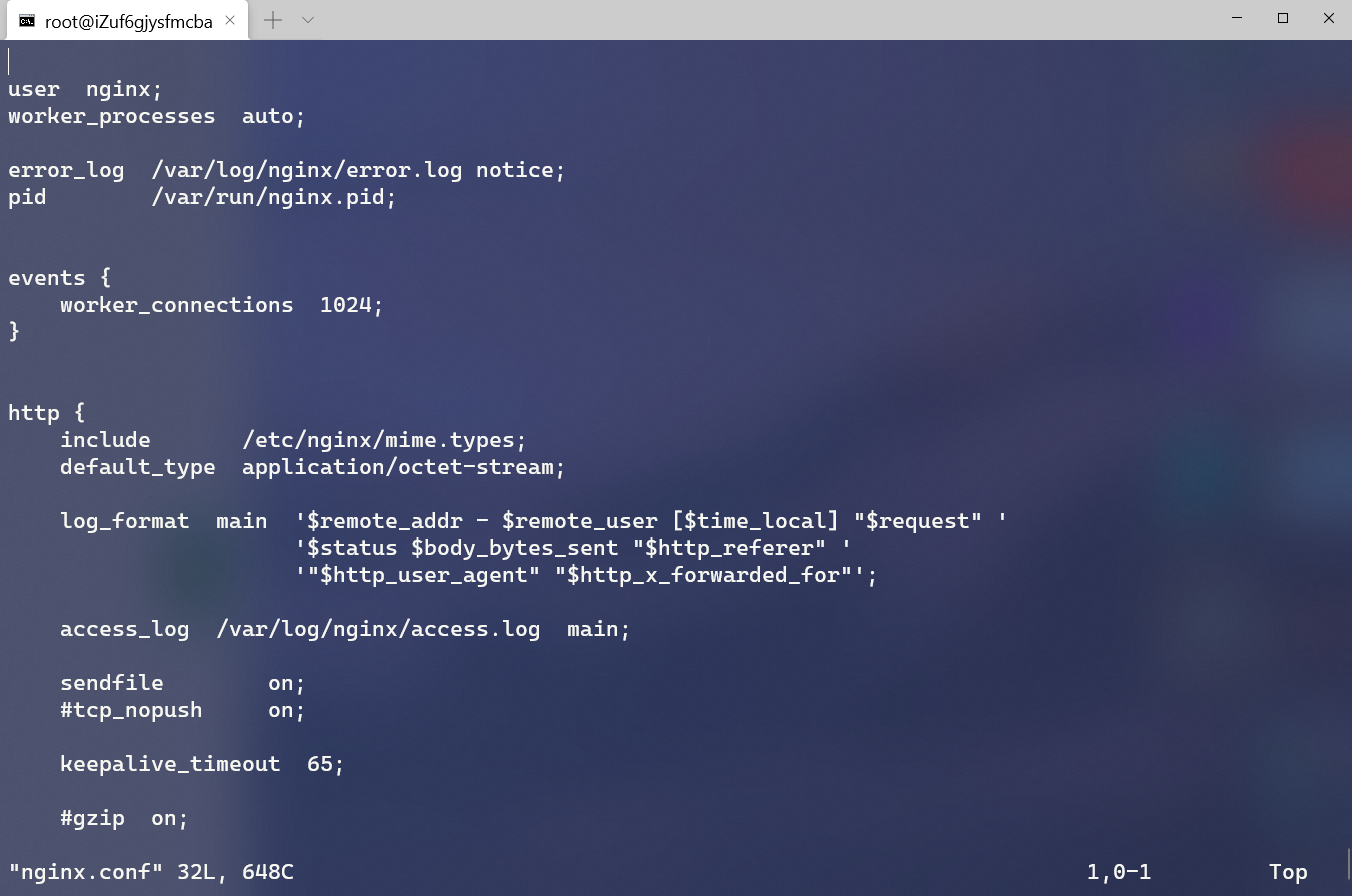 root@iZuf6gjysfmcba
user  nginx;
worker_processes  auto;

error_log  /var/log/nginx/error.log notice;
pid        /var/run/nginx.pid;


events {
    worker_connections  1024;
}


http {
    include       /etc/nginx/mime.types;
    default_type  application/octet-stream;

    log_format  main  '$remote_addr - $remote_user [$time_local] "$request" '
                      '$status $body_bytes_sent "$http_referer" '
                      '"$http_user_agent" "$http_x_forwarded_for"';

    access_log  /var/log/nginx/access.log  main;

    sendfile        on;
    #tcp_nopush     on;

    keepalive_timeout  65;

    #gzip  on;

"nginx.conf" 32L, 648C 1,0-1 Top